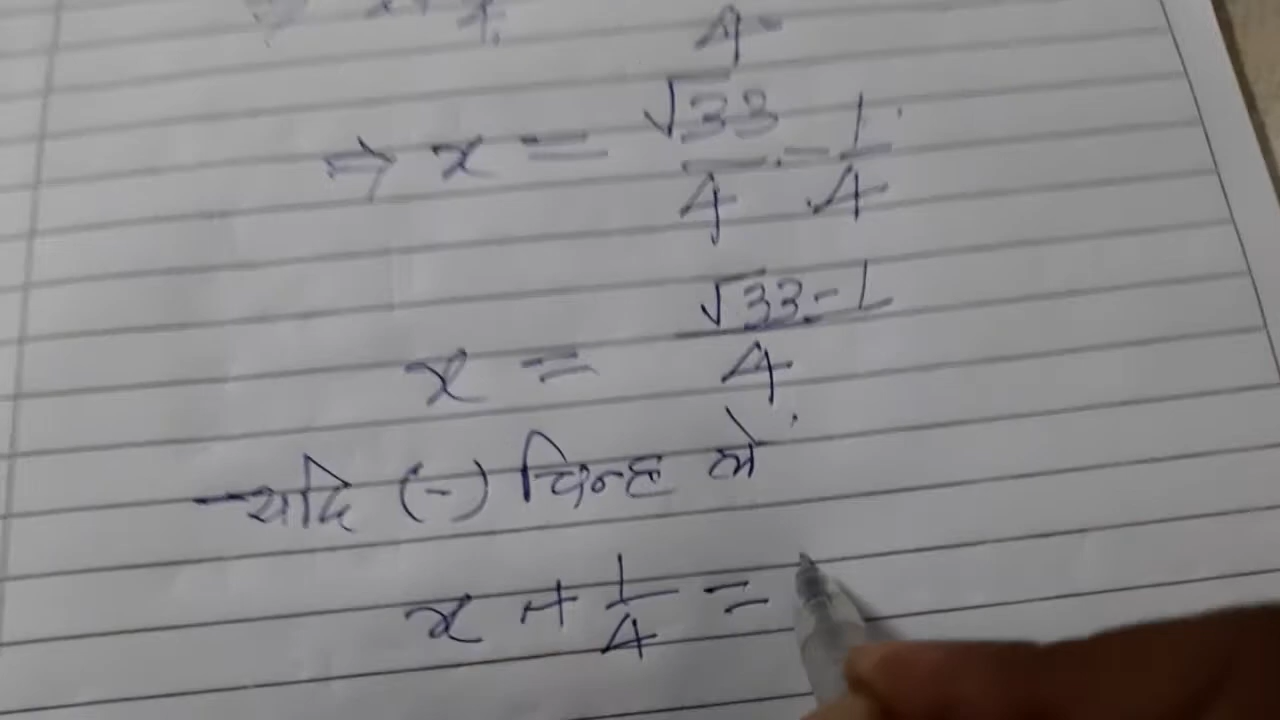 4
⇒ x = √33/4 - 1/4
x = √33-1/4
यदि (-) चिन्ह ले
x + 1/4 =